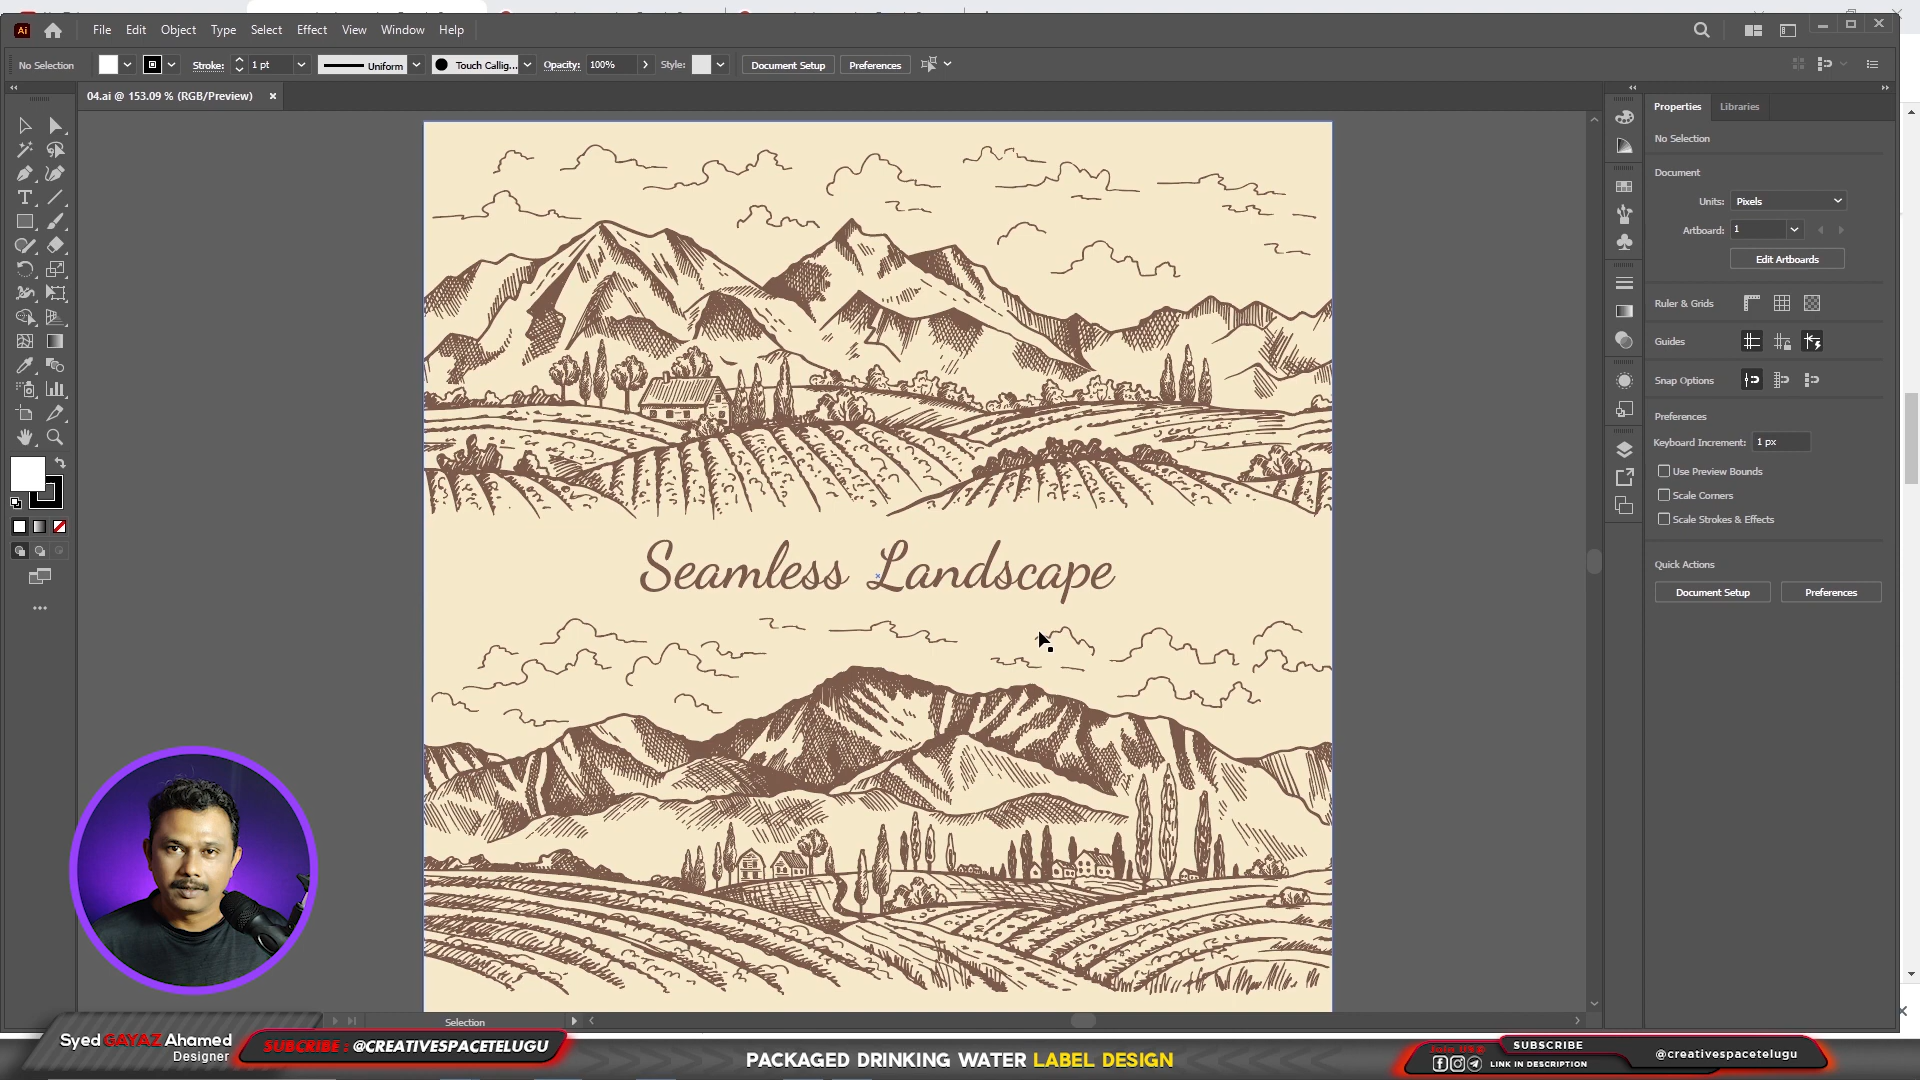 Ai File Edit Object Select Effect View Window Help
No Selection Stroke: 1 pt Uniform Touch Callig... Opacity: 100% Style: Document Setup Preferences
04.ai @ 153.09 % (RGB/Preview) ×
Properties Libraries
No Selection
Document
Units: Pixels
Artboard: 1
Edit Artboards
Ruler & Grids
Guides
Snap Options
Preferences
Keyboard Increment: 1 px
Use Preview Bounds
Scale Corners
Scale Strokes & Effects
Quick Actions
Document Setup Preferences
Seamless Landscape
Selection
Syed GAYAZ Ahamed
Designer
SUBCRIBE : @CREATIVESPACETELUGU
PACKAGED DRINKING WATER LABEL DESIGN
SUBSCRIBE
LINK IN DESCRIPTION
@creativespacetelugu